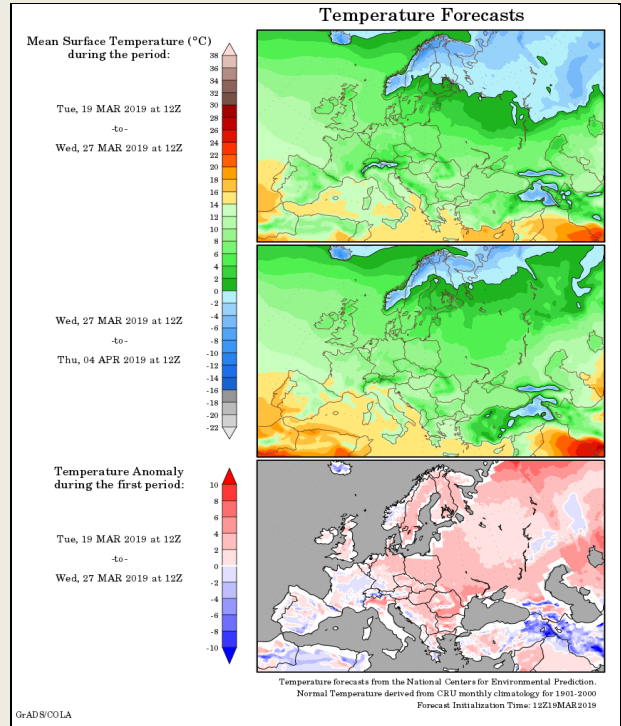 Temperature Forecasts
Mean Surface Temperature (°C)
during the period:
Tue, 19 MAR 2019 at 12Z
-to-
Wed, 27 MAR 2019 at 12Z
38
36
34
32
30
28
26
24
22
20
18
16
14
12
10
8
6
4
2
0
-2
-4
-6
-8
-10
-12
-14
-16
-18
-20
-22
Wed, 27 MAR 2019 at 12Z
-to-
Thu, 04 APR 2019 at 12Z
Temperature Anomaly
during the first period:
Tue, 19 MAR 2019 at 12Z
-to-
Wed, 27 MAR 2019 at 12Z
10
8
6
4
2
0
-2
-4
-6
-8
-10
Temperature forecasts from the National Centers for Environmental Prediction.
Normal Temperature derived from CRU monthly climatology for 1901-2000
Forecast Initialization Time: 12Z19MAR2019
GrADS/COLA